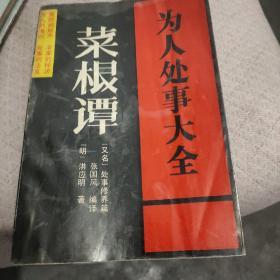 为人处事大全
菜根谭
[又名] 处事修养篇
张国风 编译
[明] 洪应明 著